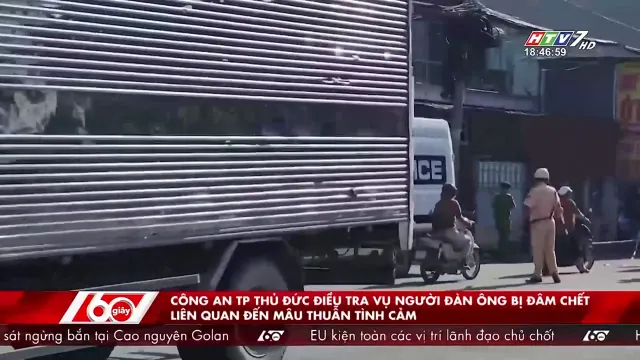 HTV7 HD
18:46:59
ICE
60 giây
CÔNG AN TP THỦ ĐỨC ĐIỀU TRA VỤ NGƯỜI ĐÀN ÔNG BỊ ĐÂM CHẾT
LIÊN QUAN ĐẾN MÂU THUẪN TÌNH CẢM
sát ngừng bắn tại Cao nguyên Golan 60 EU kiện toàn các vị trí lãnh đạo chủ chốt 60